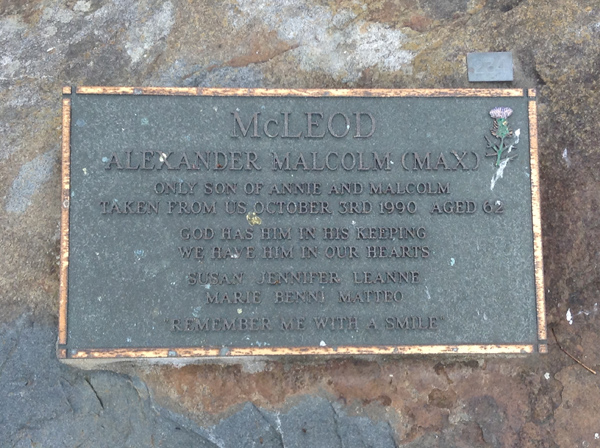 McLEOD
ALEXANDER MALCOLM (MAX)
ONLY SON OF ANNIE AND MALCOLM
TAKEN FROM US OCTOBER 3RD 1990 AGED 62
GOD HAS HIM IN HIS KEEPING
WE HAVE HIM IN OUR HEARTS
SUSAN JENNIFER LEANNE
MARIE BENNI MATTEO
"REMEMBER ME WITH A SMILE"